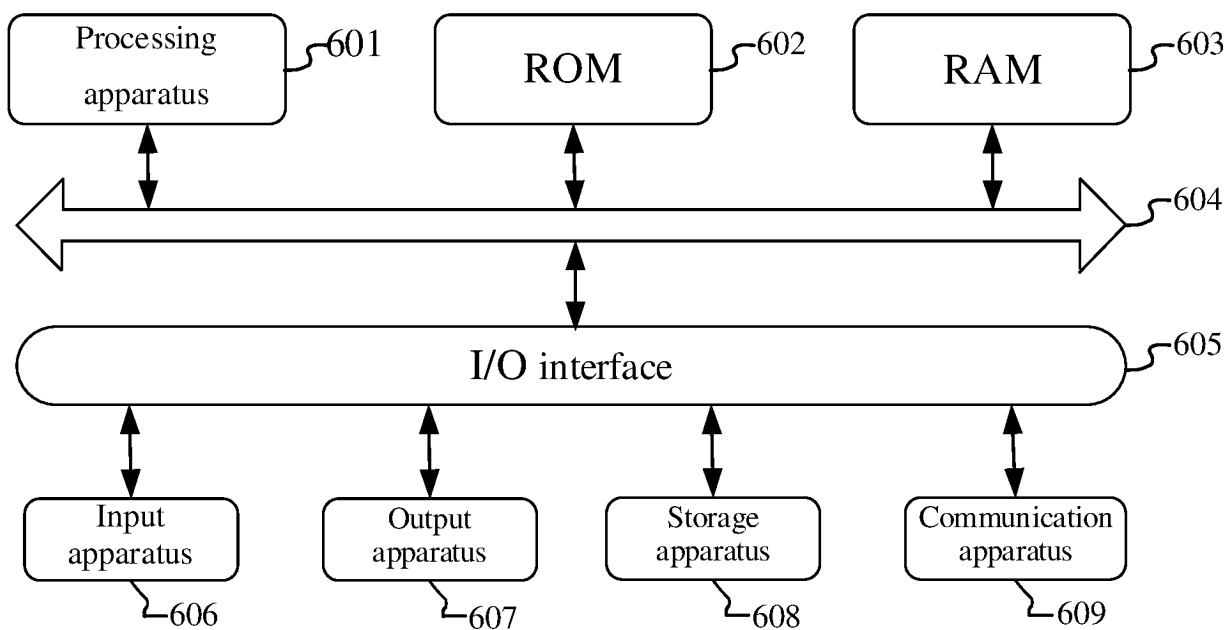 Processing
apparatus
601
ROM
602
RAM
603
604
I/O interface
605
Input
apparatus
606
Output
apparatus
607
Storage
apparatus
608
Communication
apparatus
609